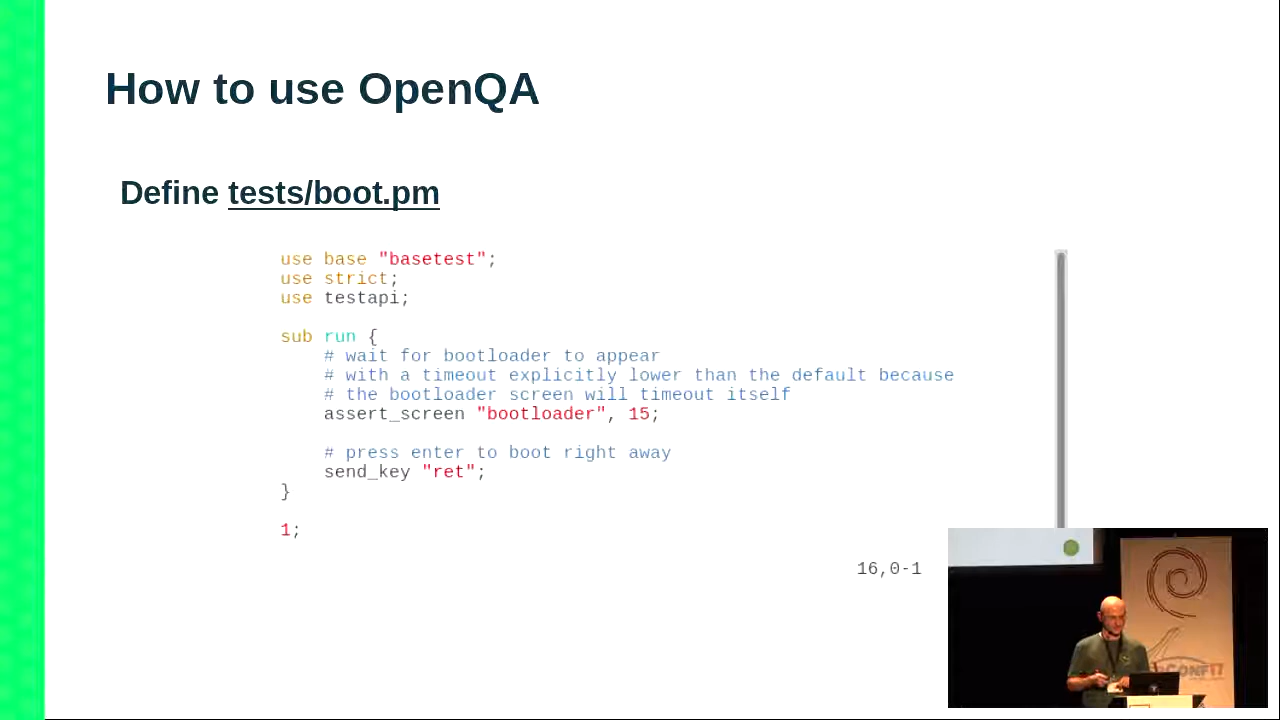 How to use OpenQA
Define tests/boot.pm
use base "basetest";
use strict;
use testapi;
sub run {
# wait for bootloader to appear
# with a timeout explicitly lower than the default because
# the bootloader screen will timeout itself
assert_screen "bootloader", 15;
# press enter to boot right away
send_key "ret";
}
1;
16,0-1